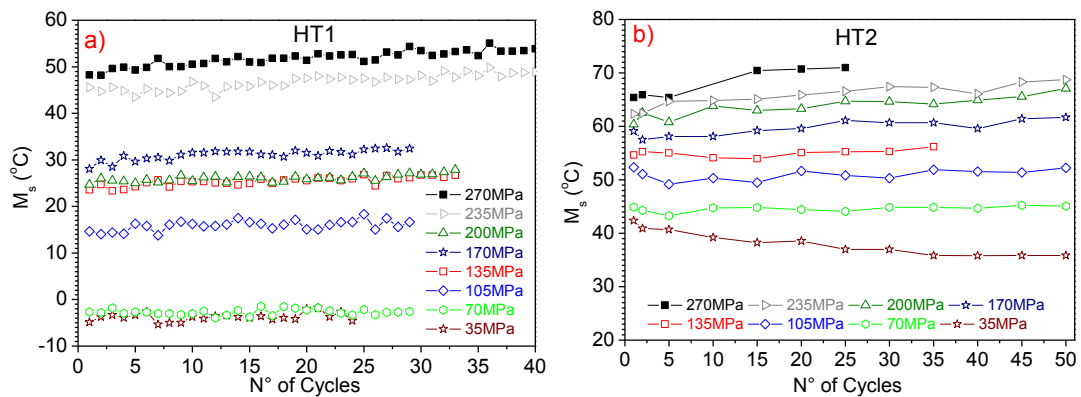 a)
HT1
60
50
40
30
20
10
0
-10
M_s (°C)
270MPa
235MPa
200MPa
170MPa
135MPa
105MPa
70MPa
35MPa
0 5 10 15 20 25 30 35 40
N° of Cycles
b)
HT2
80
70
60
50
40
30
20
M_s (°C)
270MPa 235MPa 200MPa 170MPa
135MPa 105MPa 70MPa 35MPa
0 5 10 15 20 25 30 35 40 45 50
N° of Cycles